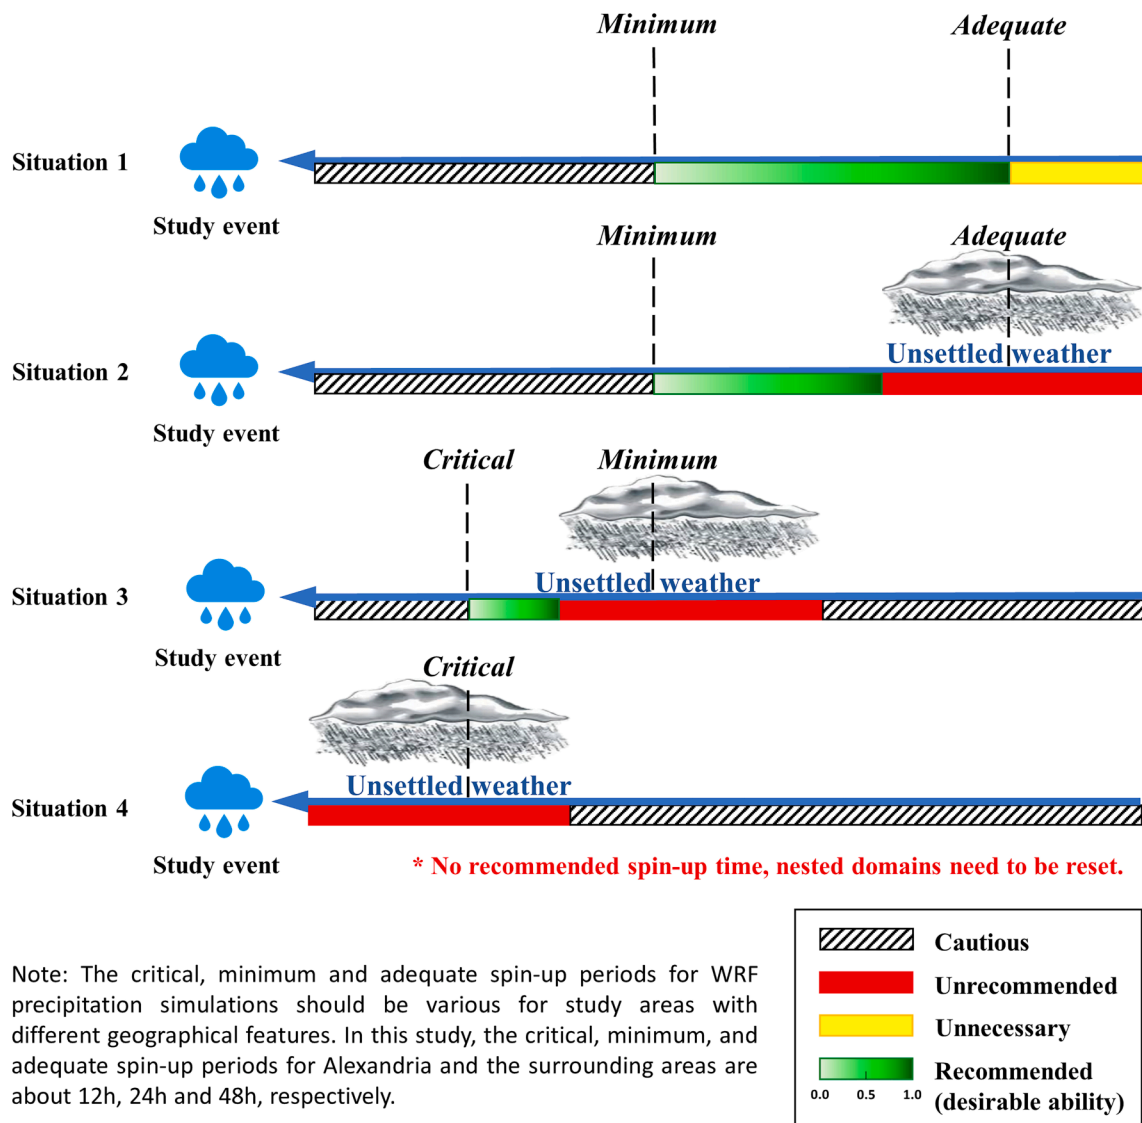 Minimum
Adequate
Situation 1
Study event
Minimum
Adequate
Unsettled weather
Situation 2
Study event
Critical
Minimum
Unsettled weather
Situation 3
Study event
Critical
Unsettled weather
Situation 4
Study event
* No recommended spin-up time, nested domains need to be reset.
Note: The critical, minimum and adequate spin-up periods for WRF
precipitation simulations should be various for study areas with
different geographical features. In this study, the critical, minimum, and
adequate spin-up periods for Alexandria and the surrounding areas are
about 12h, 24h and 48h, respectively.
Cautious
Unrecommended
Unnecessary
Recommended
(desirable ability)
0.0 1.0